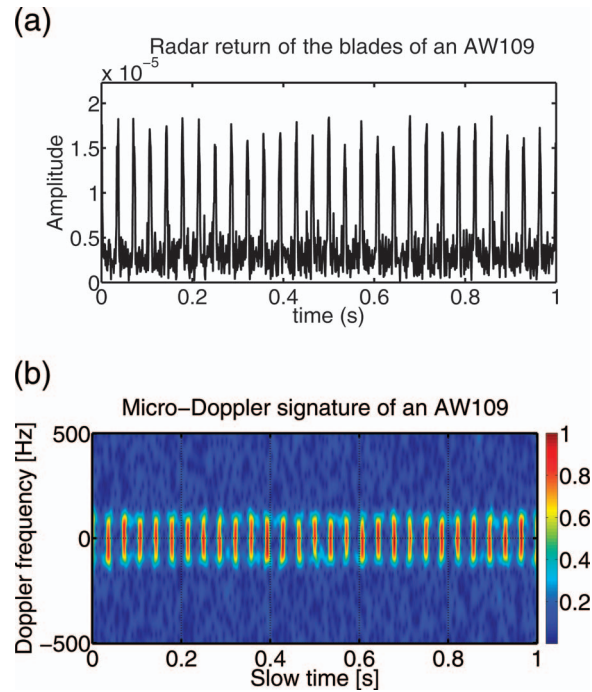 (a)
Radar return of the blades of an AW109
x 10⁻⁵
2
1.5
1
0.5
0
Amplitude
0 0.2 0.4 0.6 0.8 1
time (s)
(b)
Micro−Doppler signature of an AW109
500
0
−500
Doppler frequency [Hz]
0 0.2 0.4 0.6 0.8 1
Slow time [s]
1
0.8
0.6
0.4
0.2